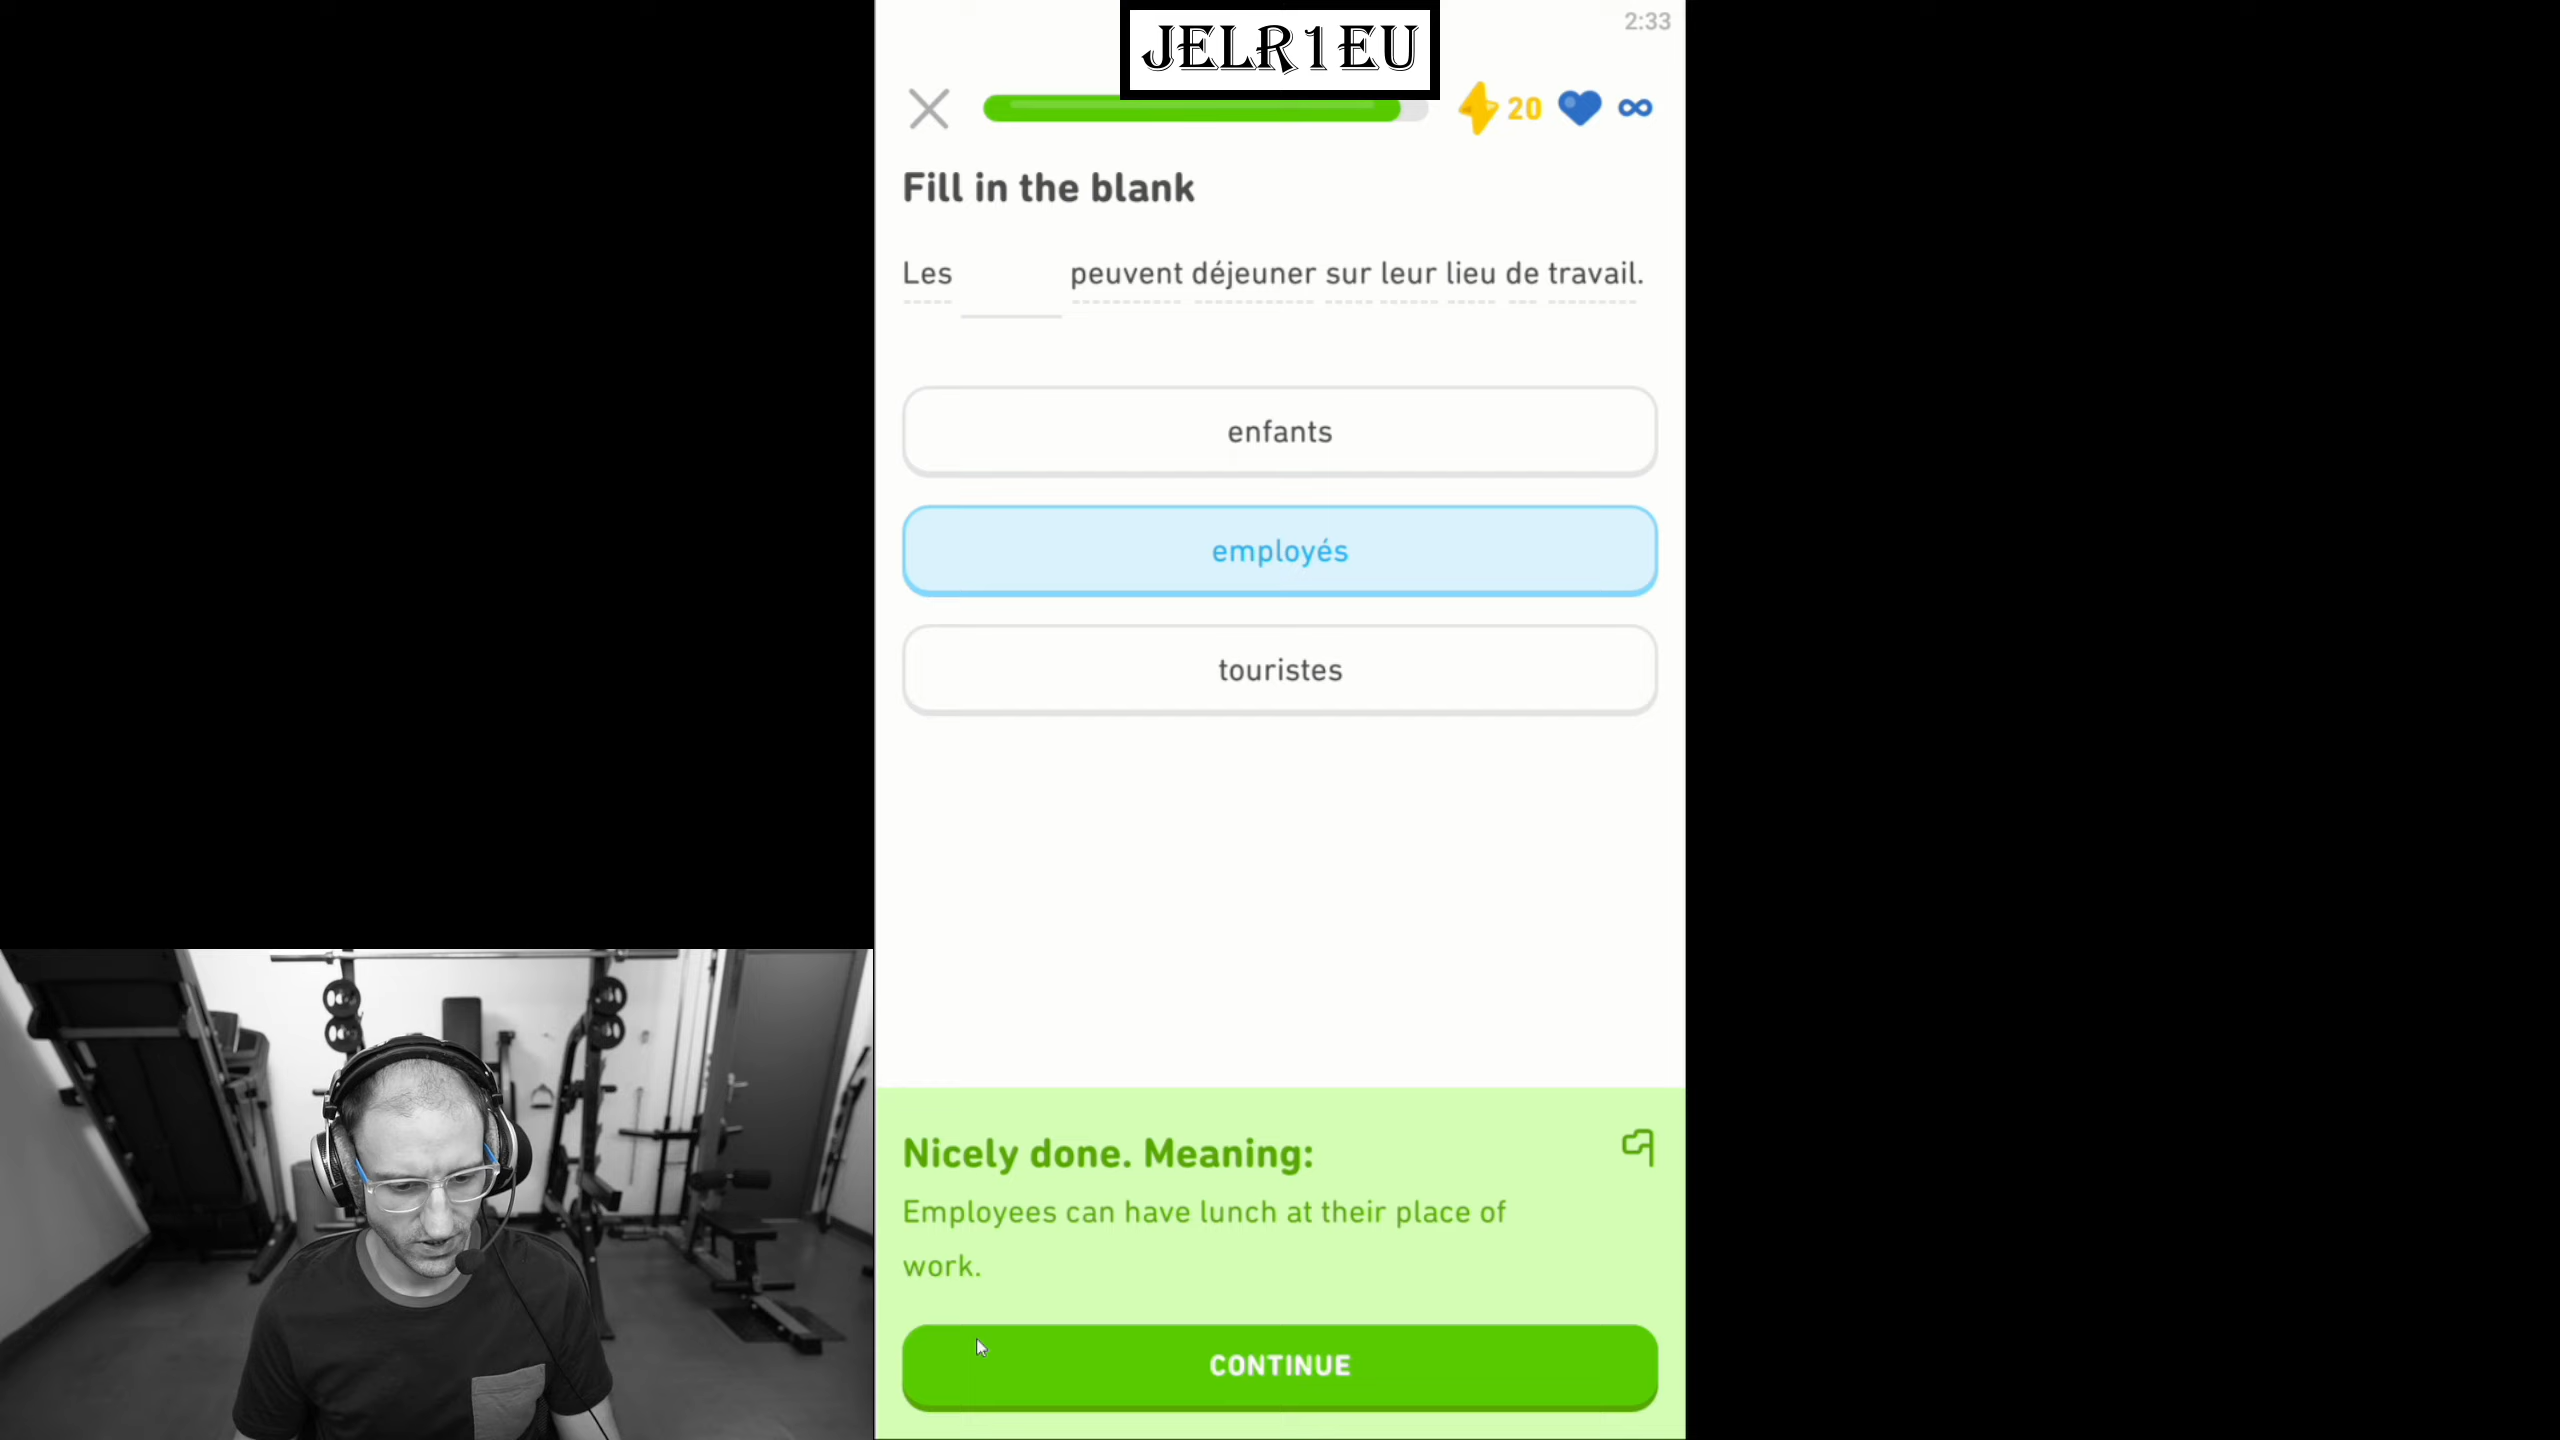 JELR1EU
2:33
20
Fill in the blank
Les peuvent déjeuner sur leur lieu de travail.
enfants
employés
touristes
Nicely done. Meaning:
Employees can have lunch at their place of
work.
CONTINUE